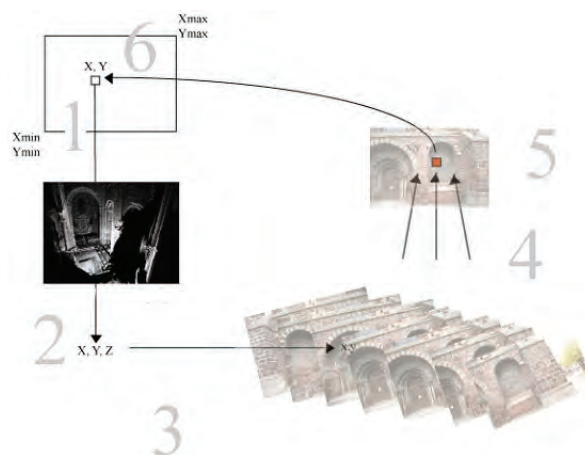 Xmax
Ymax
6
X, Y
1
Xmin
Ymin
5
4
2
X, Y, Z
x,y
3